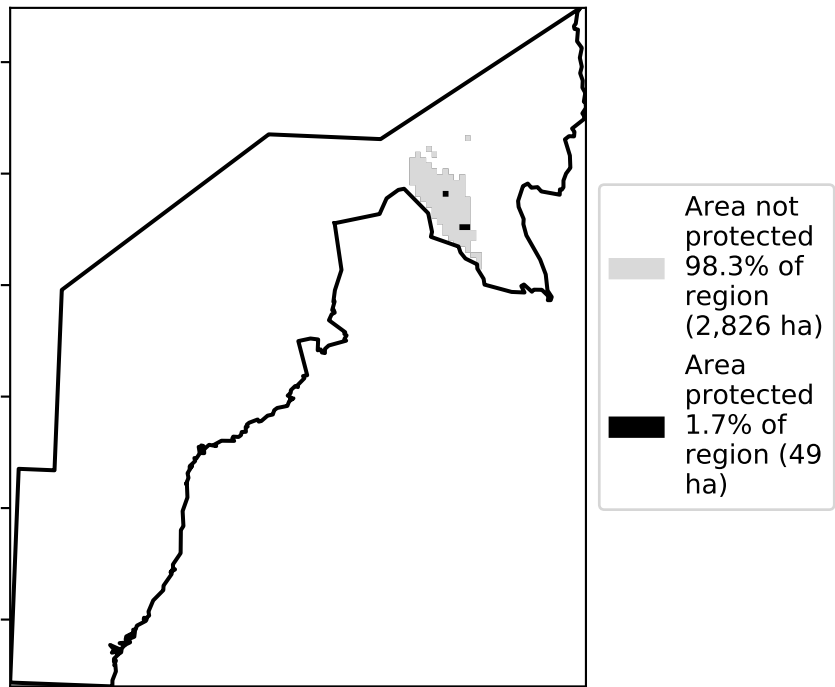 Area not
protected
98.3% of
region
(2,826 ha)
Area
protected
1.7% of
region (49
ha)